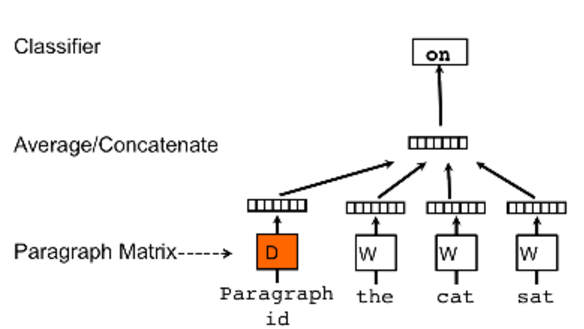 Classifier
on
Average/Concatenate
Paragraph Matrix
D
W
W
W
Paragraph
id
the
cat
sat